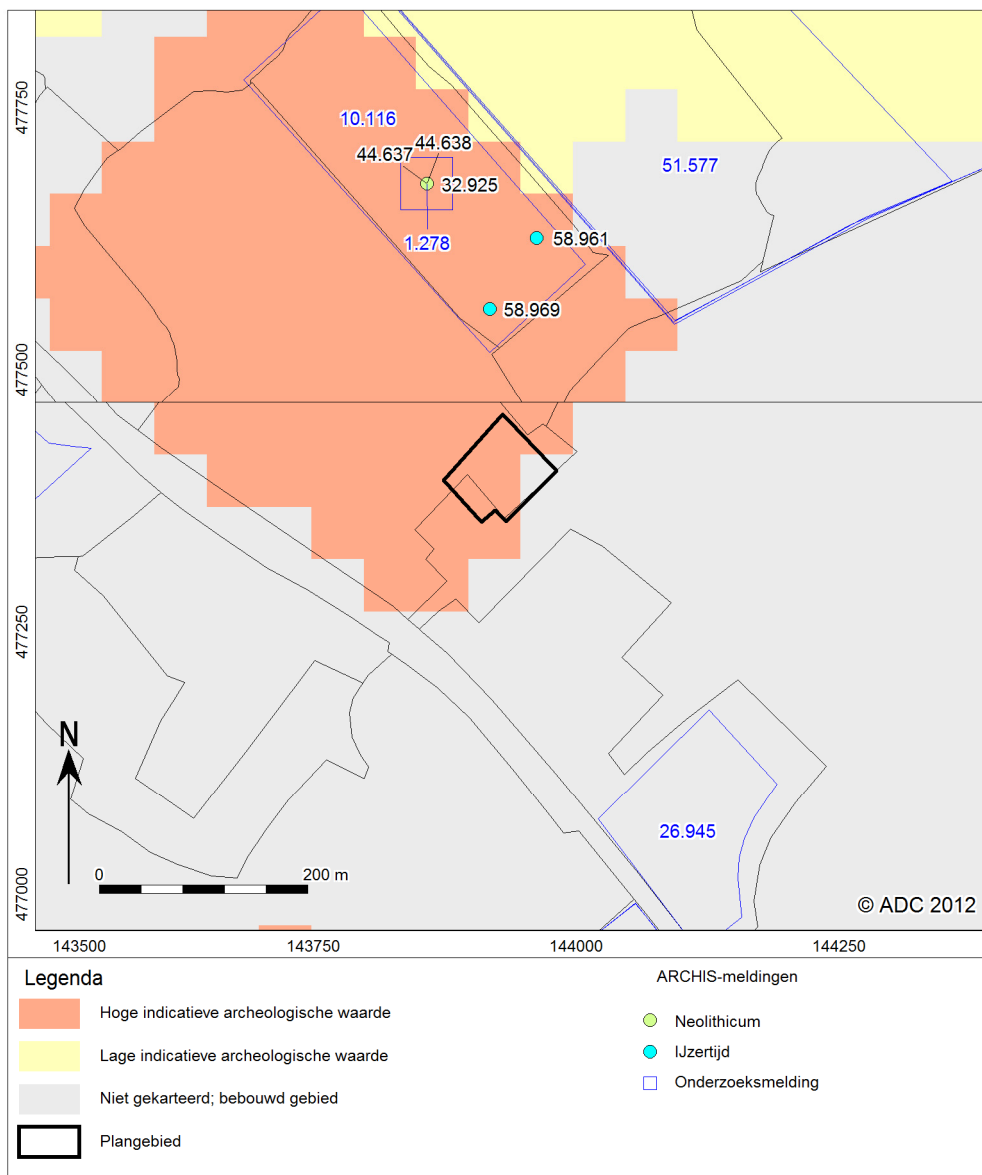 477750
477500
477250
477000
10.116
44.638
44.637
32.925
51.577
1.278
58.961
58.969
26.945
N
0 200 m
© ADC 2012
143500 143750 144000 144250
Legenda
Hoge indicatieve archeologische waarde
Lage indicatieve archeologische waarde
Niet gekarteerd; bebouwd gebied
Plangebied
ARCHIS-meldingen
Neolithicum
IJzertijd
Onderzoeksmelding